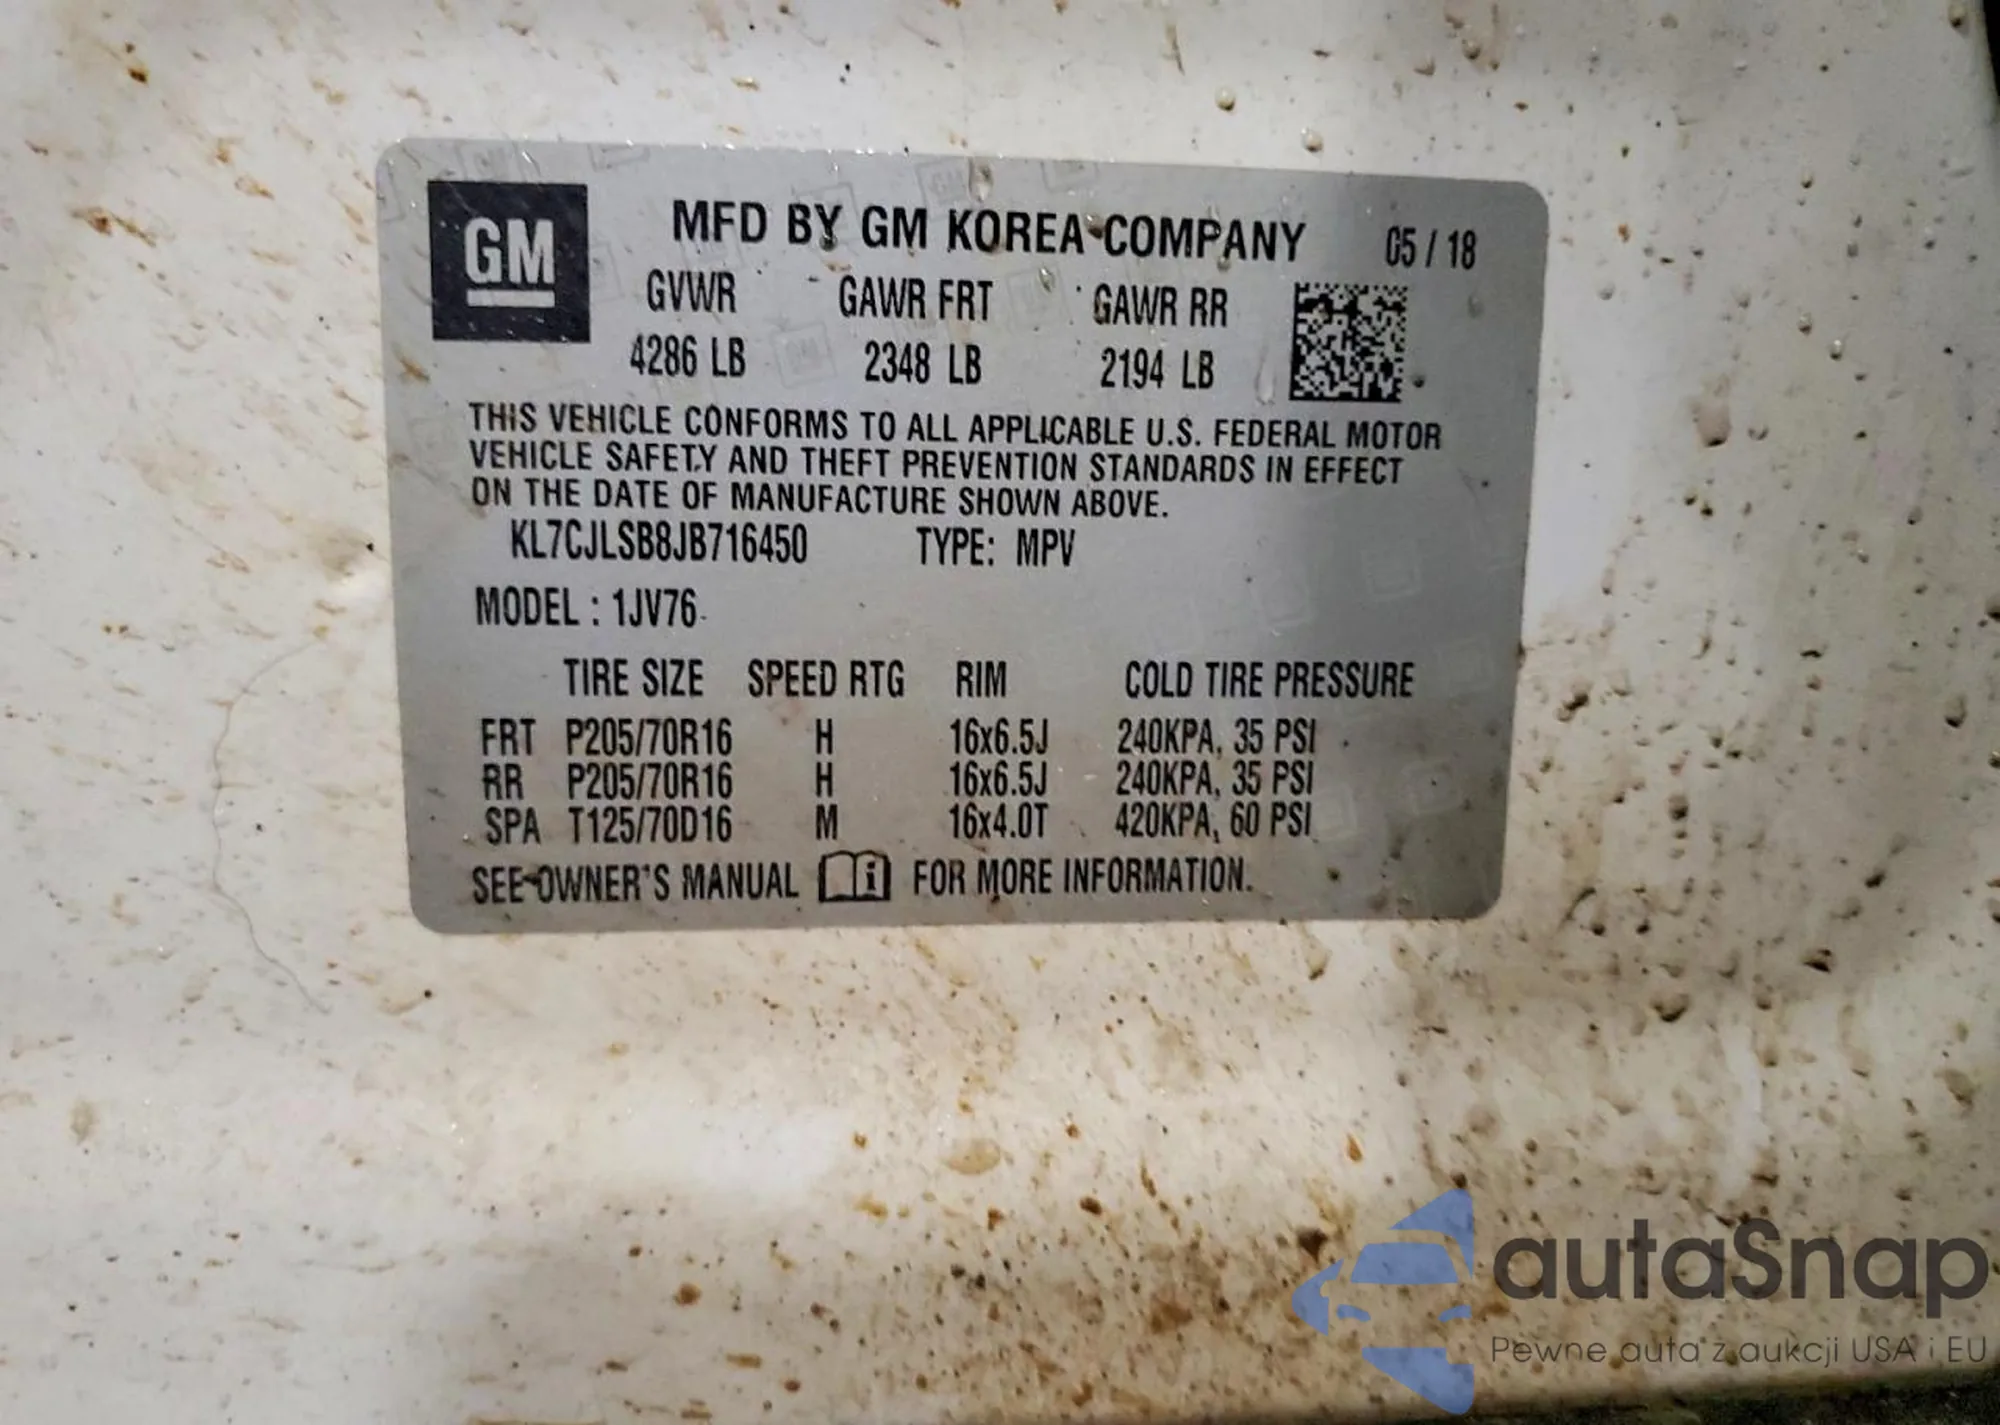 GM
MFD BY GM KOREA COMPANY 05 / 18
GVWR GAWR FRT GAWR RR
4286 LB 2348 LB 2194 LB
THIS VEHICLE CONFORMS TO ALL APPLICABLE U.S. FEDERAL MOTOR
VEHICLE SAFETY AND THEFT PREVENTION STANDARDS IN EFFECT
ON THE DATE OF MANUFACTURE SHOWN ABOVE.
KL7CJLSB8JB716450 TYPE: MPV
MODEL : 1JV76
TIRE SIZE SPEED RTG RIM COLD TIRE PRESSURE
FRT P205/70R16 H 16x6.5J 240KPA, 35 PSI
RR P205/70R16 H 16x6.5J 240KPA, 35 PSI
SPA T125/70D16 M 16x4.0T 420KPA, 60 PSI
SEE OWNER'S MANUAL FOR MORE INFORMATION.
autaSnap
Pewne auta z aukcji USA i EU